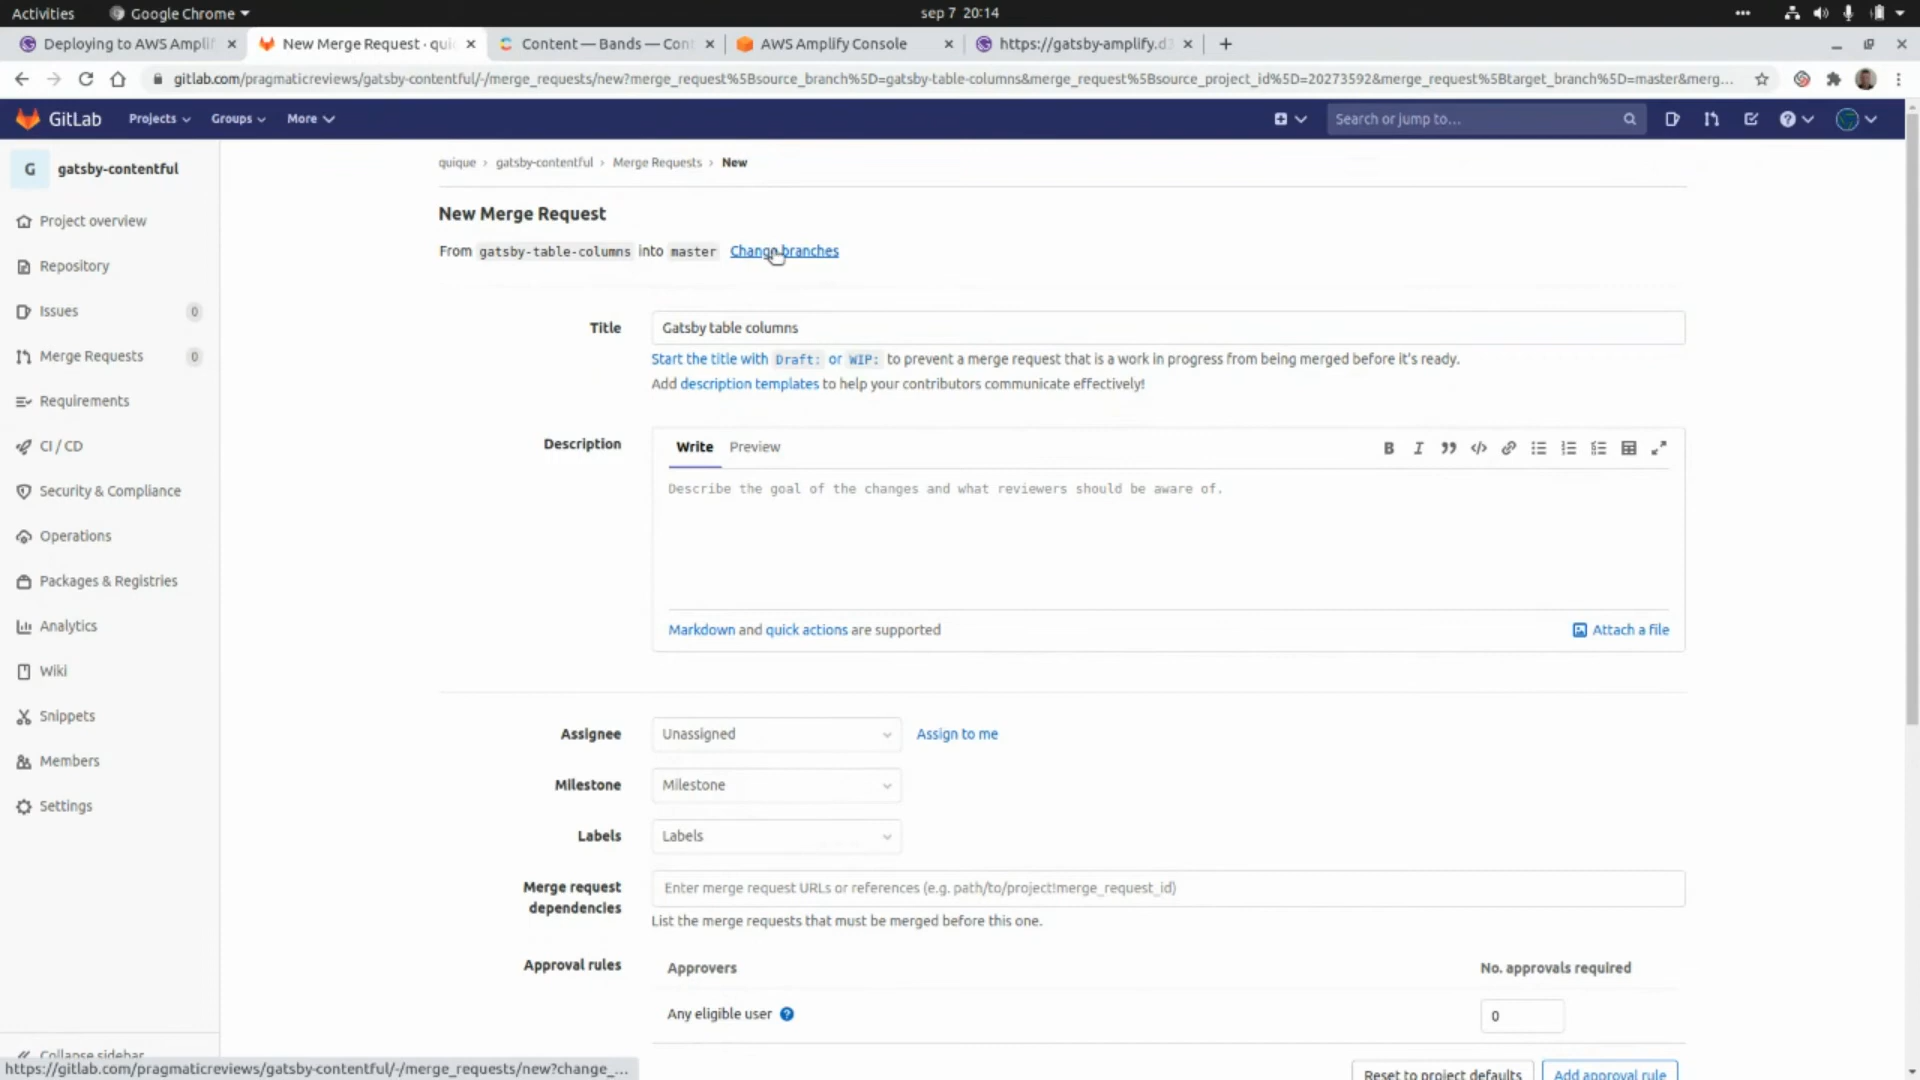 Activities
Google Chrome
sep 7 20:14
Deploying to AWS Ampli
New Merge Request · qui
Content — Bands — Con
AWS Amplify Console
https://gatsby-amplify.d3
gitlab.com/pragmaticreviews/gatsby-contentful/-/merge_requests/new?merge_request%5Bsource_branch%5D=gatsby-table-columns&merge_request%5Bsource_project_id%5D=20273592&merge_request%5Btarget_branch%5D=master&merg...
GitLab
Projects
Groups
More
Search or jump to...
G
gatsby-contentful
Project overview
Repository
Issues 0
Merge Requests 0
Requirements
CI / CD
Security & Compliance
Operations
Packages & Registries
Analytics
Wiki
Snippets
Members
Settings
Collapse sidebar
quique › gatsby-contentful › Merge Requests › New
New Merge Request
From gatsby-table-columns into master Change branches
Title
Gatsby table columns
Start the title with Draft: or WIP: to prevent a merge request that is a work in progress from being merged before it's ready.
Add description templates to help your contributors communicate effectively!
Description
Write Preview
Describe the goal of the changes and what reviewers should be aware of.
Markdown and quick actions are supported
Attach a file
Assignee
Unassigned
Assign to me
Milestone
Milestone
Labels
Labels
Merge request
dependencies
Enter merge request URLs or references (e.g. path/to/project!merge_request_id)
List the merge requests that must be merged before this one.
Approval rules
Approvers
No. approvals required
Any eligible user
0
Reset to project defaults
Add approval rule
https://gitlab.com/pragmaticreviews/gatsby-contentful/-/merge_requests/new?change_...